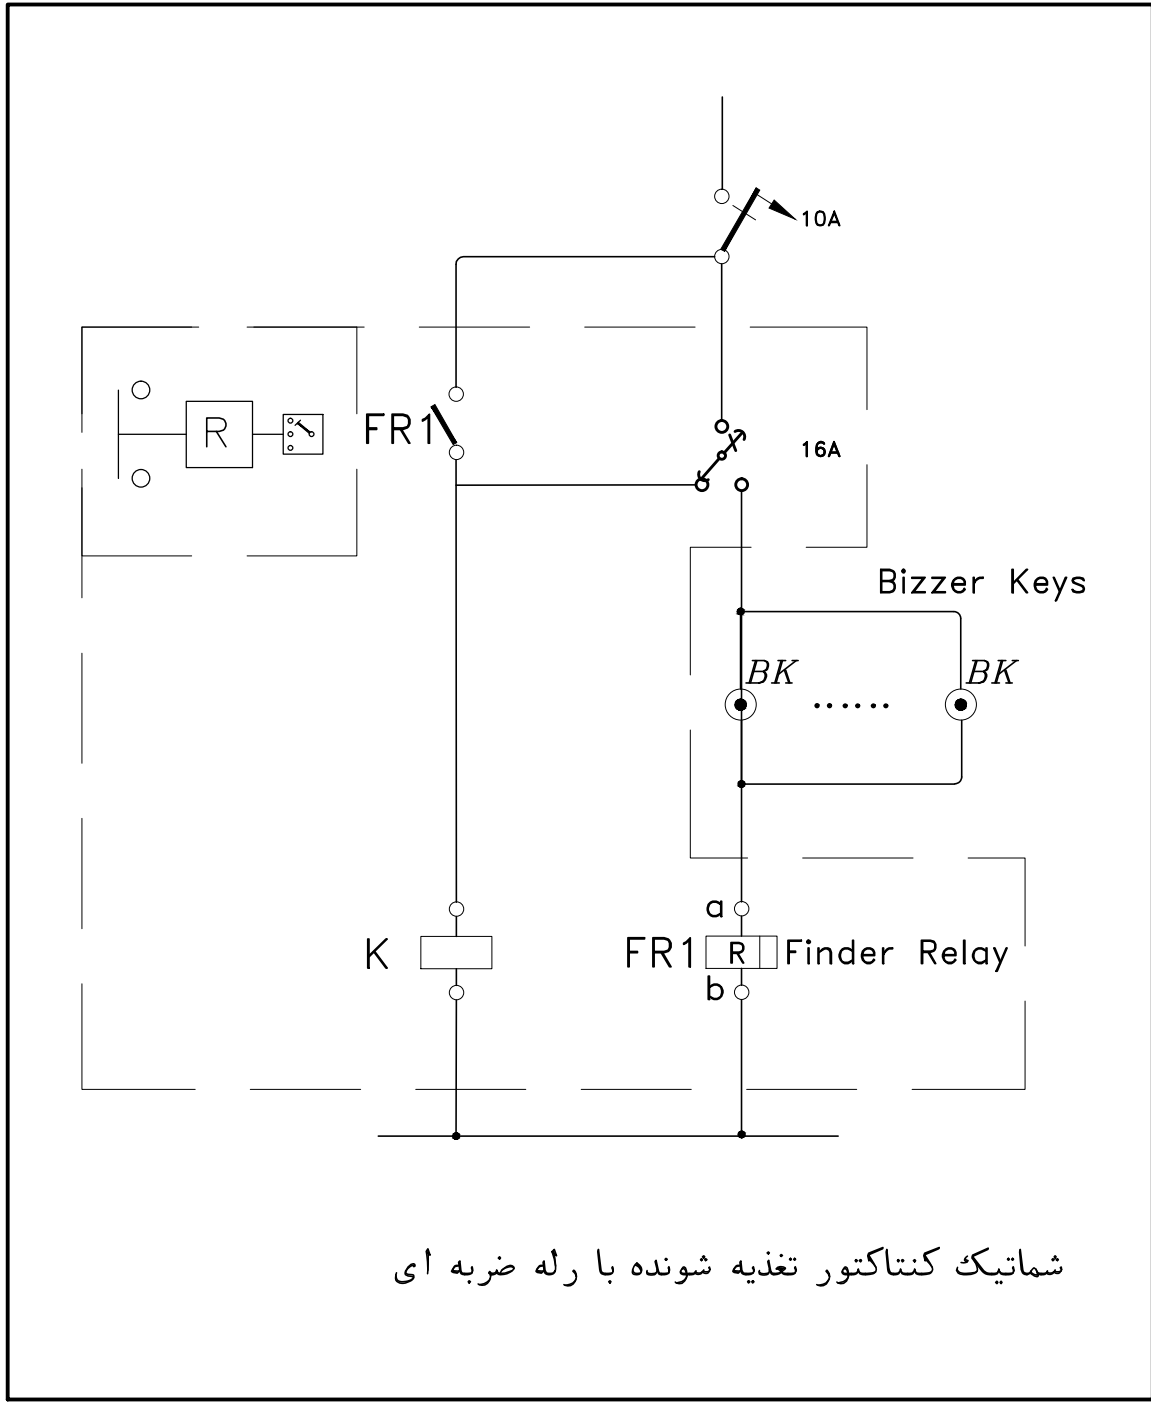 10A
FR1
R
16A
Bizzer Keys
BK
BK
a
K
FR1
R
Finder Relay
b
شماتیک کنتاکتور تغذیه شونده با رله ضربه ای